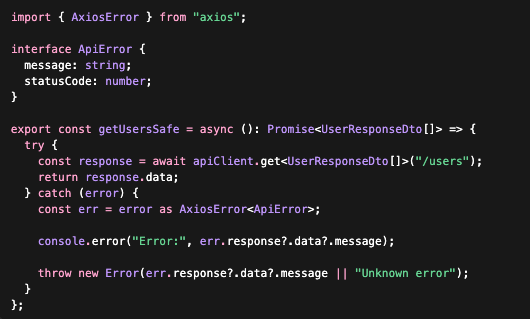 import { AxiosError } from "axios";

interface ApiError {
  message: string;
  statusCode: number;
}

export const getUsersSafe = async (): Promise<UserResponseDto[]> => {
  try {
    const response = await apiClient.get<UserResponseDto[]>("/users");
    return response.data;
  } catch (error) {
    const err = error as AxiosError<ApiError>;

    console.error("Error:", err.response?.data?.message);

    throw new Error(err.response?.data?.message || "Unknown error");
  }
};